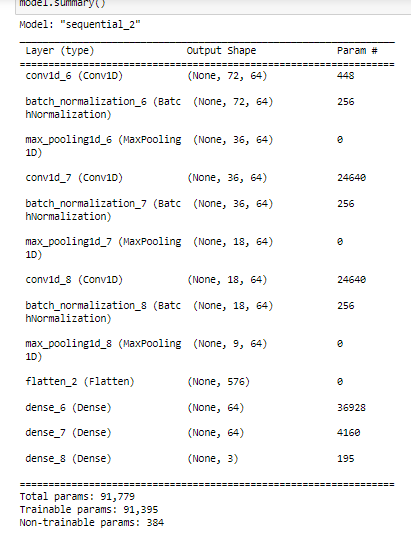 model.summary()
Model: "sequential_2"
Layer (type) Output Shape Param #
conv1d_6 (Conv1D) (None, 72, 64) 448
batch_normalization_6 (Batc (None, 72, 64) 256
hNormalization)
max_pooling1d_6 (MaxPooling (None, 36, 64) 0
1D)
conv1d_7 (Conv1D) (None, 36, 64) 24640
batch_normalization_7 (Batc (None, 36, 64) 256
hNormalization)
max_pooling1d_7 (MaxPooling (None, 18, 64) 0
1D)
conv1d_8 (Conv1D) (None, 18, 64) 24640
batch_normalization_8 (Batc (None, 18, 64) 256
hNormalization)
max_pooling1d_8 (MaxPooling (None, 9, 64) 0
1D)
flatten_2 (Flatten) (None, 576) 0
dense_6 (Dense) (None, 64) 36928
dense_7 (Dense) (None, 64) 4160
dense_8 (Dense) (None, 3) 195
Total params: 91,779
Trainable params: 91,395
Non-trainable params: 384